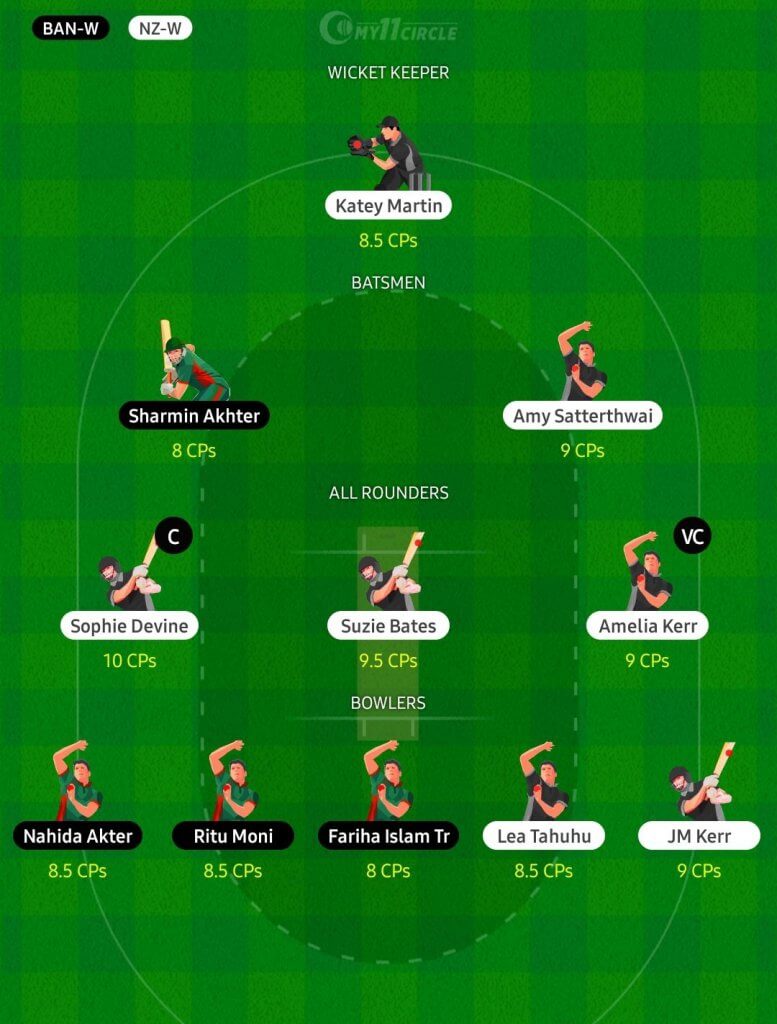 BAN-W NZ-W MY11CIRCLE
WICKET KEEPER
Katey Martin
8.5 CPs
BATSMEN
Sharmin Akhter Amy Satterthwai
8 CPs 9 CPs
ALL ROUNDERS
C VC
Sophie Devine Suzie Bates Amelia Kerr
10 CPs 9.5 CPs 9 CPs
BOWLERS
Nahida Akter Ritu Moni Fariha Islam Tr Lea Tahuhu JM Kerr
8.5 CPs 8.5 CPs 8 CPs 8.5 CPs 9 CPs